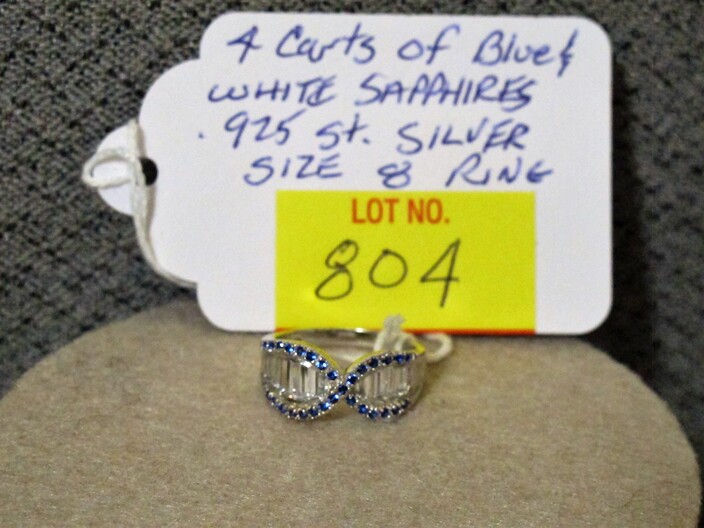 4 Carts of Blue &
WHITE SAPPHIRES
.925 St. SILVER
SIZE 8 RING
LOT NO.
804